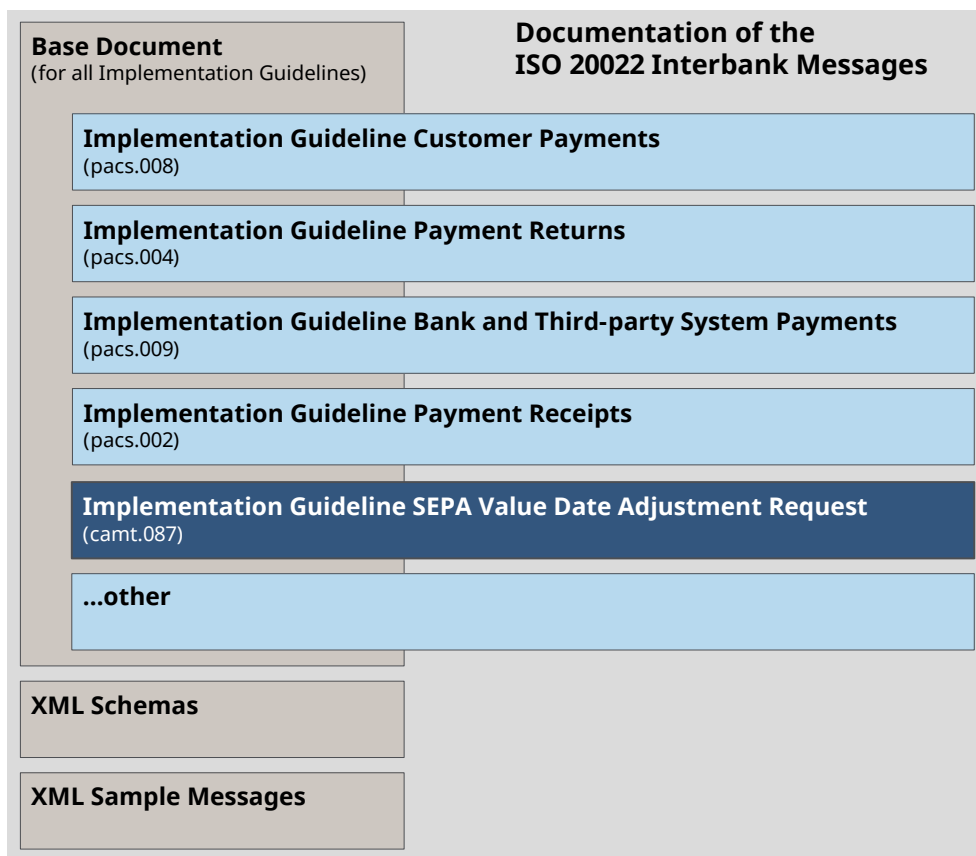 Base Document
(for all Implementation Guidelines)
Documentation of the
ISO 20022 Interbank Messages
Implementation Guideline Customer Payments
(pacs.008)
Implementation Guideline Payment Returns
(pacs.004)
Implementation Guideline Bank and Third-party System Payments
(pacs.009)
Implementation Guideline Payment Receipts
(pacs.002)
Implementation Guideline SEPA Value Date Adjustment Request
(camt.087)
...other
XML Schemas
XML Sample Messages